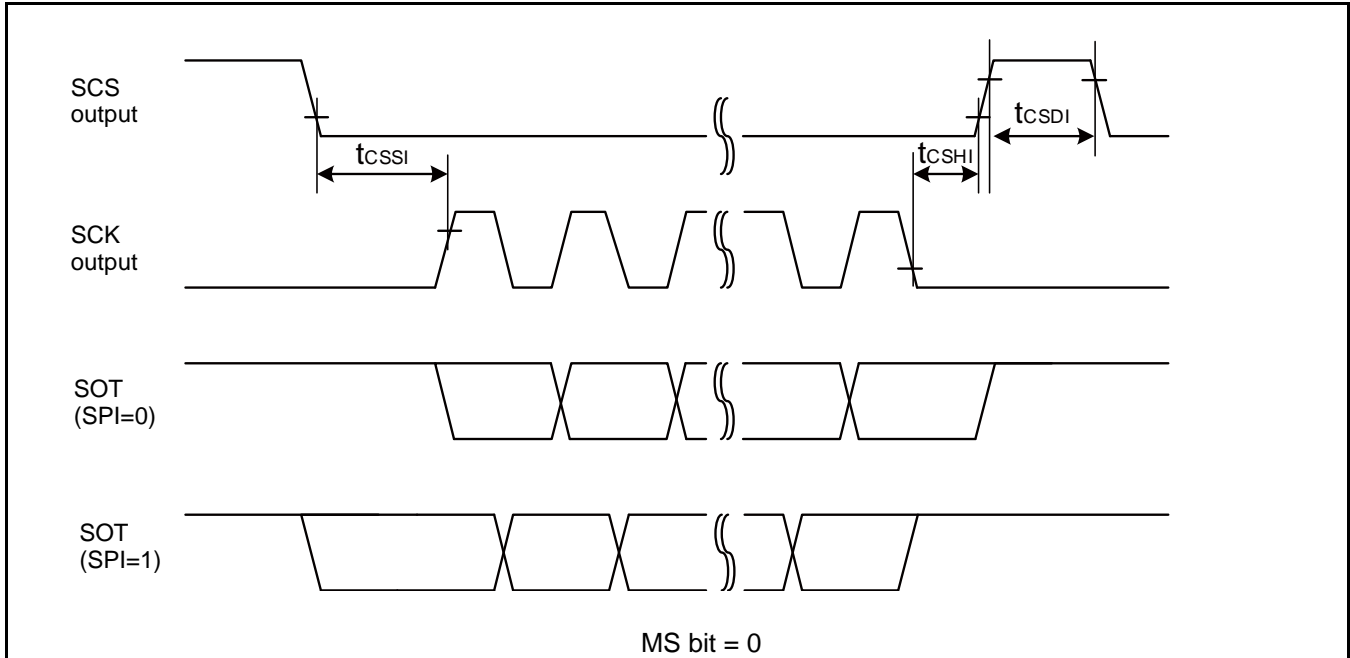 SCS
output
tCSDI
tCSSI
tCSHI
SCK
output
SOT
(SPI=0)
SOT
(SPI=1)
MS bit = 0